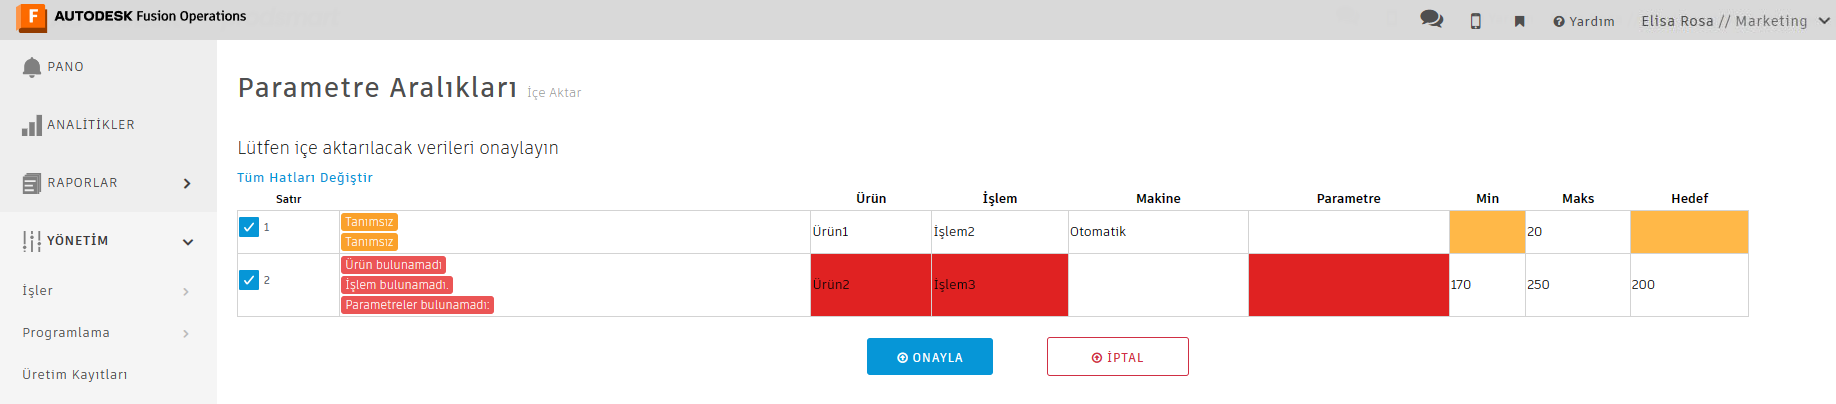 F AUTODESK Fusion Operations
Yardım
Elisa Rosa // Marketing
PANO
ANALİTİKLER
RAPORLAR
YÖNETİM
İşler
Programlama
Üretim Kayıtları
Parametre Aralıkları İçe Aktar
Lütfen içe aktarılacak verileri onaylayın
Tüm Hatları Değiştir
Satır Ürün İşlem Makine Parametre Min Maks Hedef
1 Tanımsız
Tanımsız
Ürün1 İşlem2 Otomatik 20
2 Ürün bulunamadı
İşlem bulunamadı.
Parametreler bulunamadı:
Ürün2 İşlem3 170 250 200
ONAYLA İPTAL